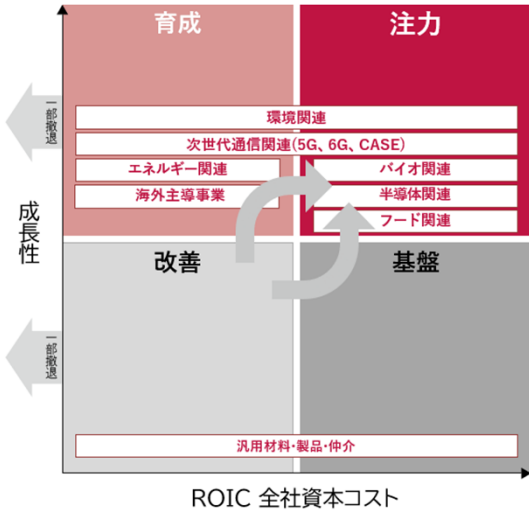 育成
注力
一部撤退
環境関連
次世代通信関連(5G、6G、CASE)
エネルギー関連
バイオ関連
海外主導事業
半導体関連
フード関連
成長性
改善
基盤
一部撤退
汎用材料・製品・仲介
ROIC 全社資本コスト